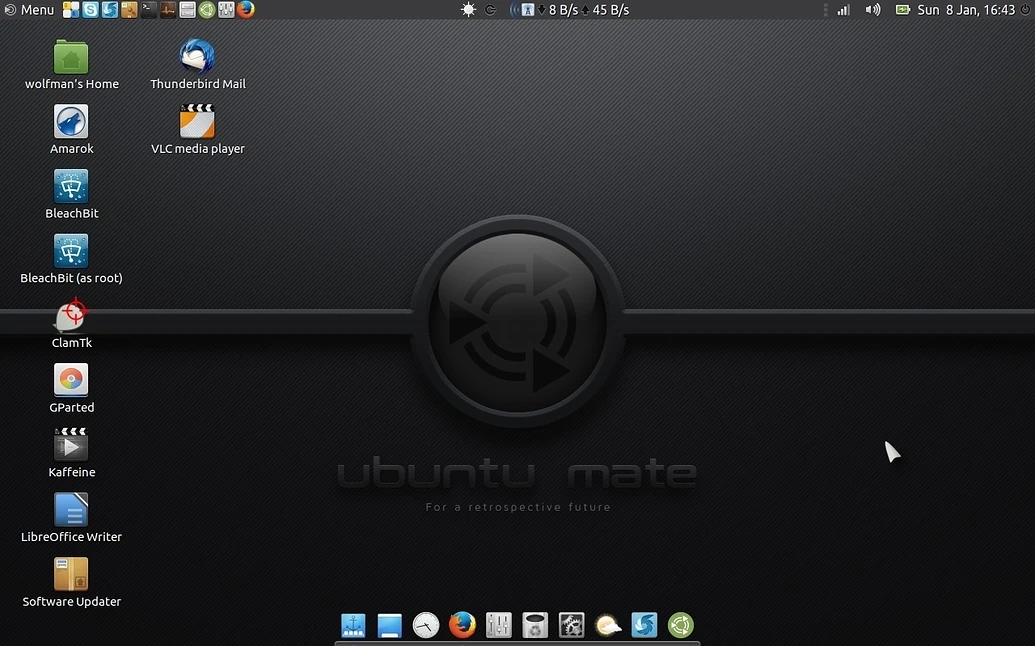 Menu
8 B/s 45 B/s
Sun 8 Jan, 16:43
wolfman's Home
Thunderbird Mail
Amarok
VLC media player
BleachBit
BleachBit (as root)
ClamTk
GParted
Kaffeine
LibreOffice Writer
Software Updater
ubuntu mate
For a retrospective future